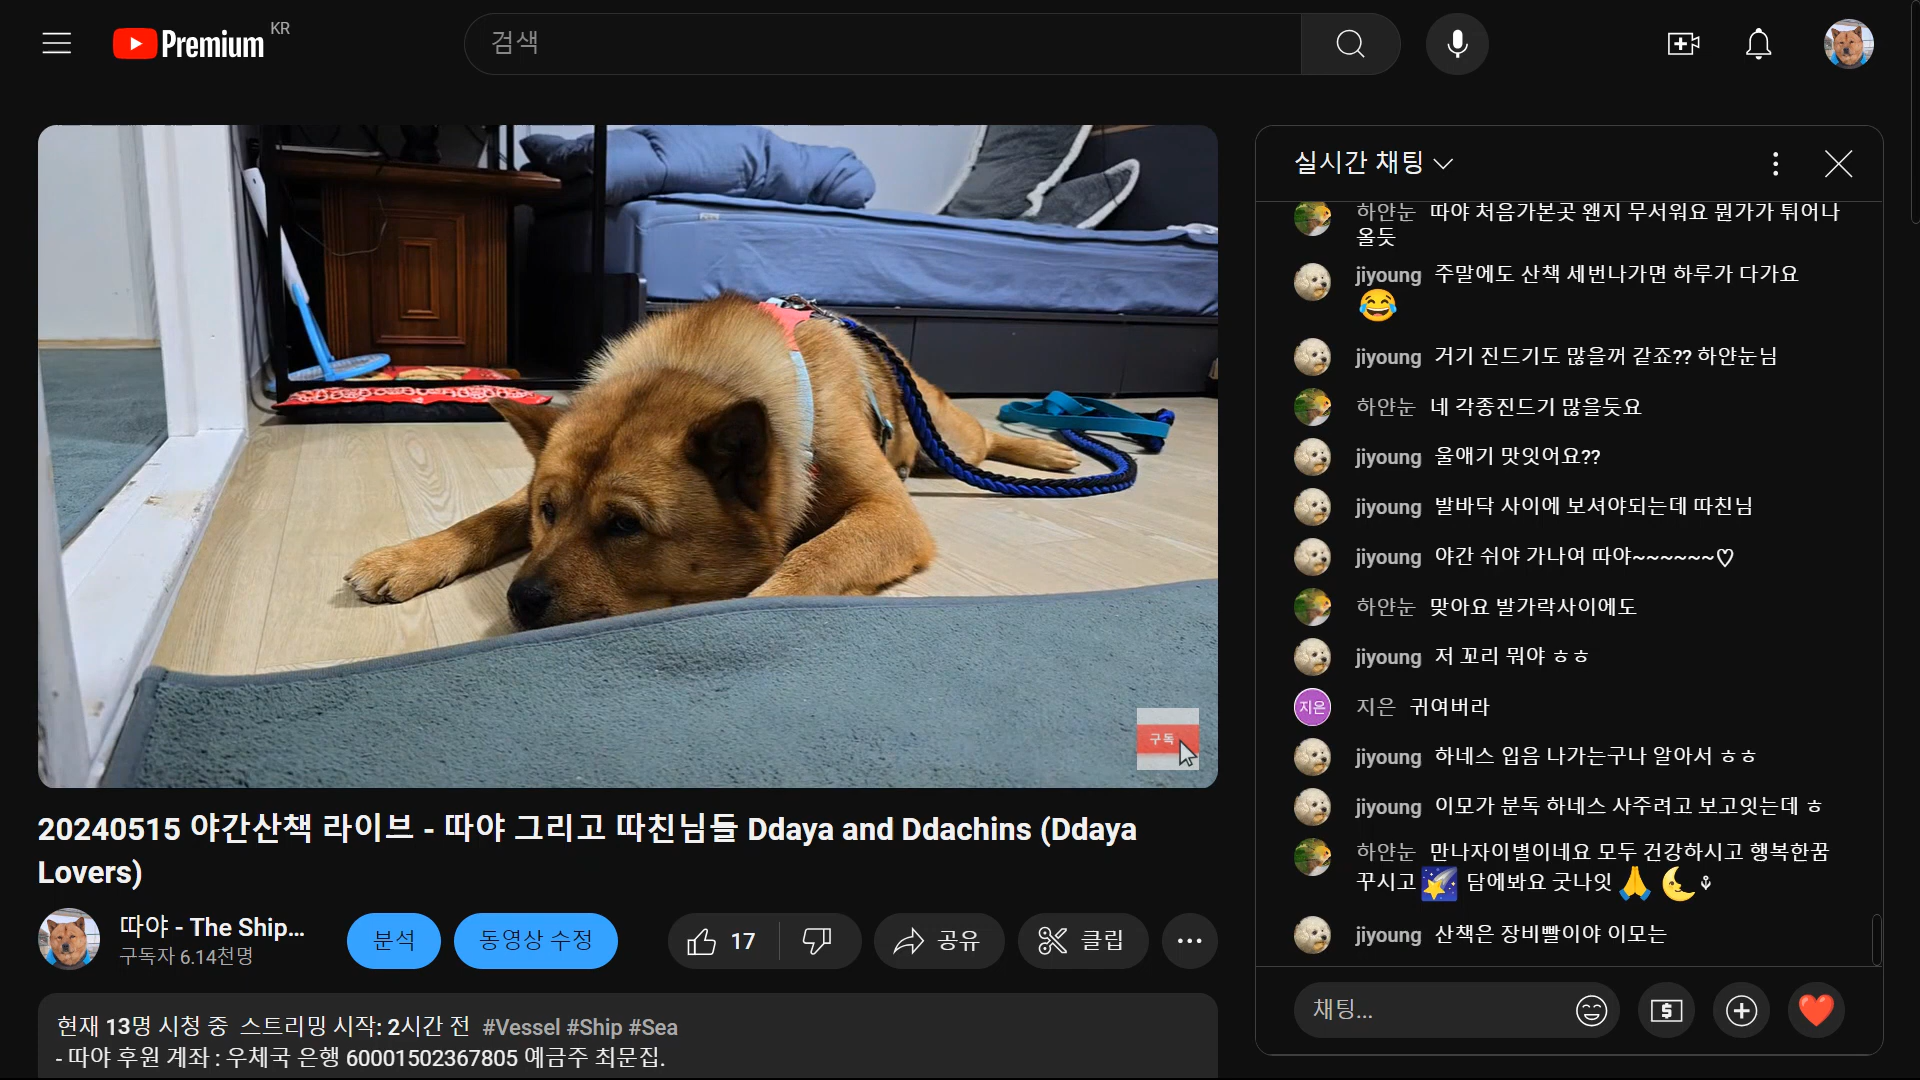 Premium KR
검색
구독
20240515 야간산책 라이브 - 따야 그리고 따친님들 Ddaya and Ddachins (Ddaya
Lovers)
따야 - The Ship...
구독자 6.14천명
분석
동영상 수정
17
공유
클립
현재 13명 시청 중 스트리밍 시작: 2시간 전 #Vessel #Ship #Sea
- 따야 후원 계좌 : 우체국 은행 60001502367805 예금주 최문집.
실시간 채팅
하얀눈 따야 처음가본곳 왠지 무서워요 뭔가가 튀어나
올듯
jiyoung 주말에도 산책 세번나가면 하루가 다가요
😂
jiyoung 거기 진드기도 많을꺼 같죠?? 하얀눈님
하얀눈 네 각종진드기 많을듯요
jiyoung 울애기 맛잇어요??
jiyoung 발바닥 사이에 보셔야되는데 따친님
jiyoung 야간 쉬야 가나여 따야~~~~~~♡
하얀눈 맞아요 발가락사이에도
jiyoung 저 꼬리 뭐야 ㅎㅎ
지은 지은 귀여버라
jiyoung 하네스 입음 나가는구나 알아서 ㅎㅎ
jiyoung 이모가 분독 하네스 사주려고 보고잇는데 ㅎ
하얀눈 만나자이별이네요 모두 건강하시고 행복한꿈
꾸시고 🌠 담에봐요 굿나잇 🙏 🌜 ⚘
jiyoung 산책은 장비빨이야 이모는
채팅...